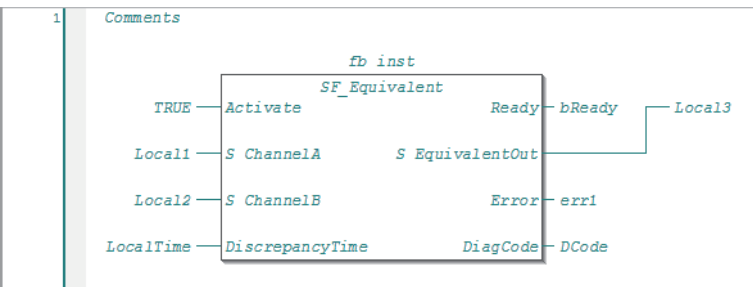 1 Comments
fb inst
SF_Equivalent
TRUE Activate Ready bReady Local3
Local1 S ChannelA S EquivalentOut
Local2 S ChannelB Error err1
LocalTime DiscrepancyTime DiagCode DCode